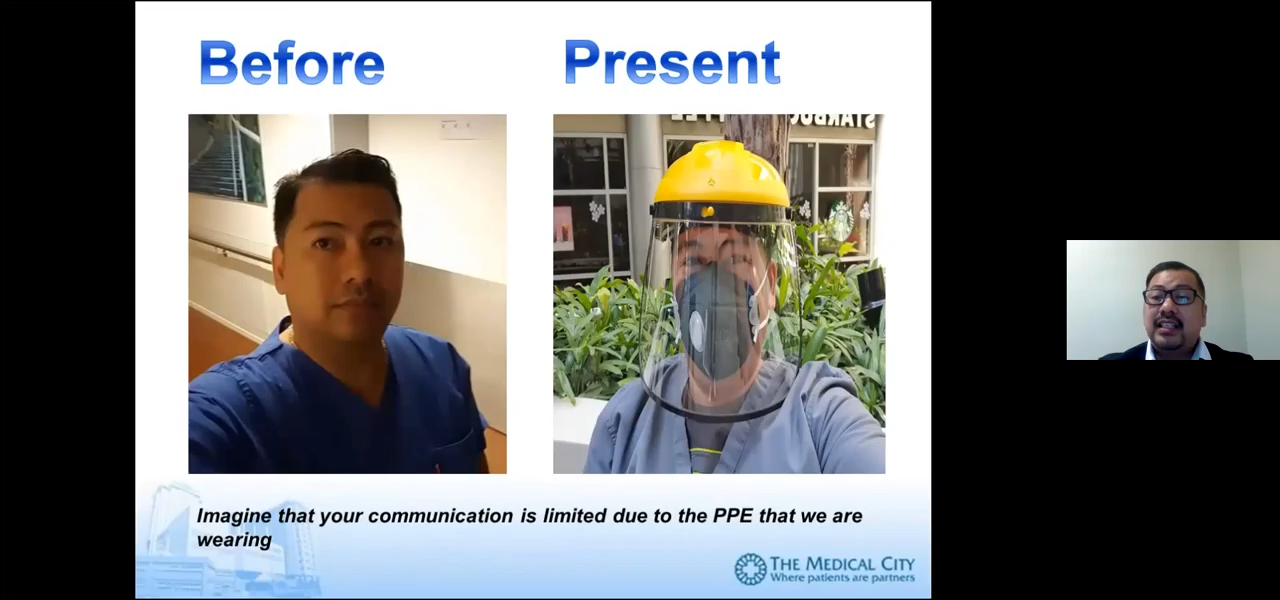 Before
Present
Imagine that your communication is limited due to the PPE that we are
wearing
THE MEDICAL CITY
Where patients are partners